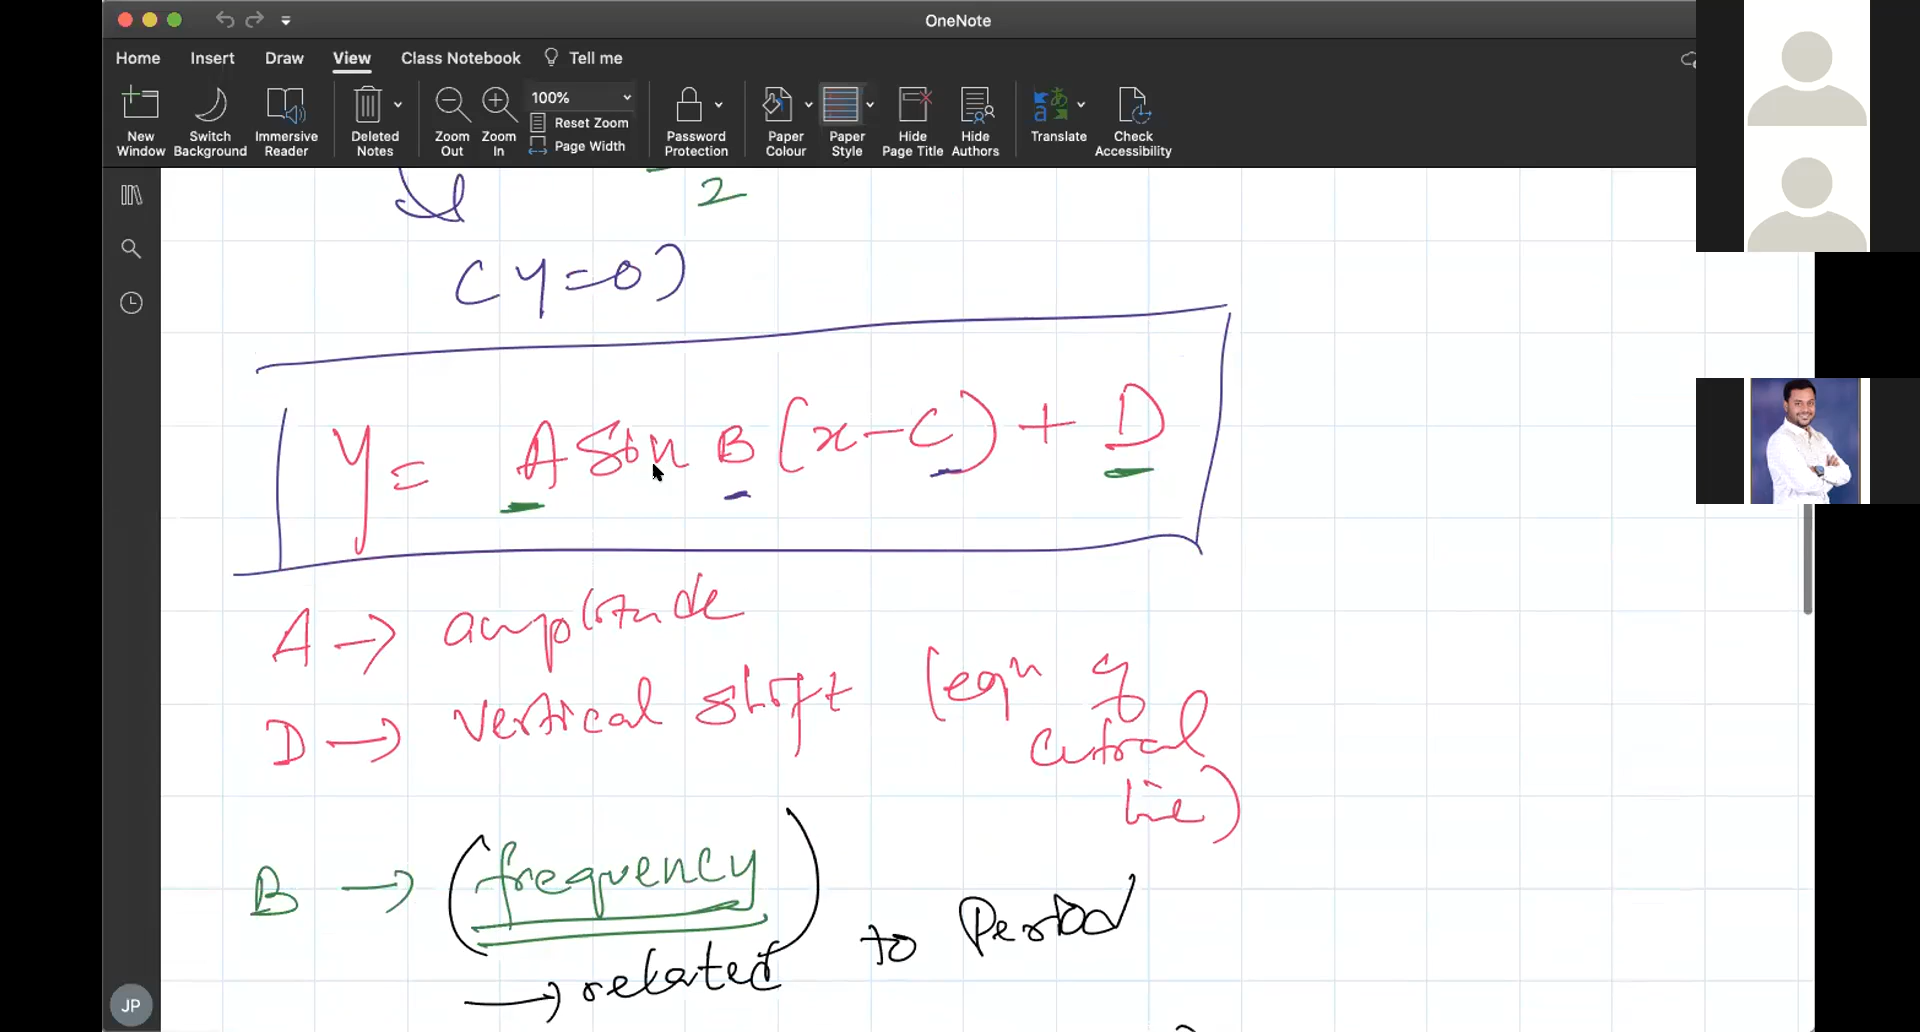 OneNote
Home Insert Draw View Class Notebook Tell me
100%
Reset Zoom
Page Width
New Window
Switch Background
Immersive Reader
Deleted Notes
Zoom Out
Zoom In
Password Protection
Paper Colour
Paper Style
Hide Page Title
Hide Authors
Translate
Check Accessibility
2
(y=0)
y = A Sin B (x-c) + D
A → amplitude
D → vertical shift (eqn of
central
line)
B → (frequency)
→ related to Period
JP